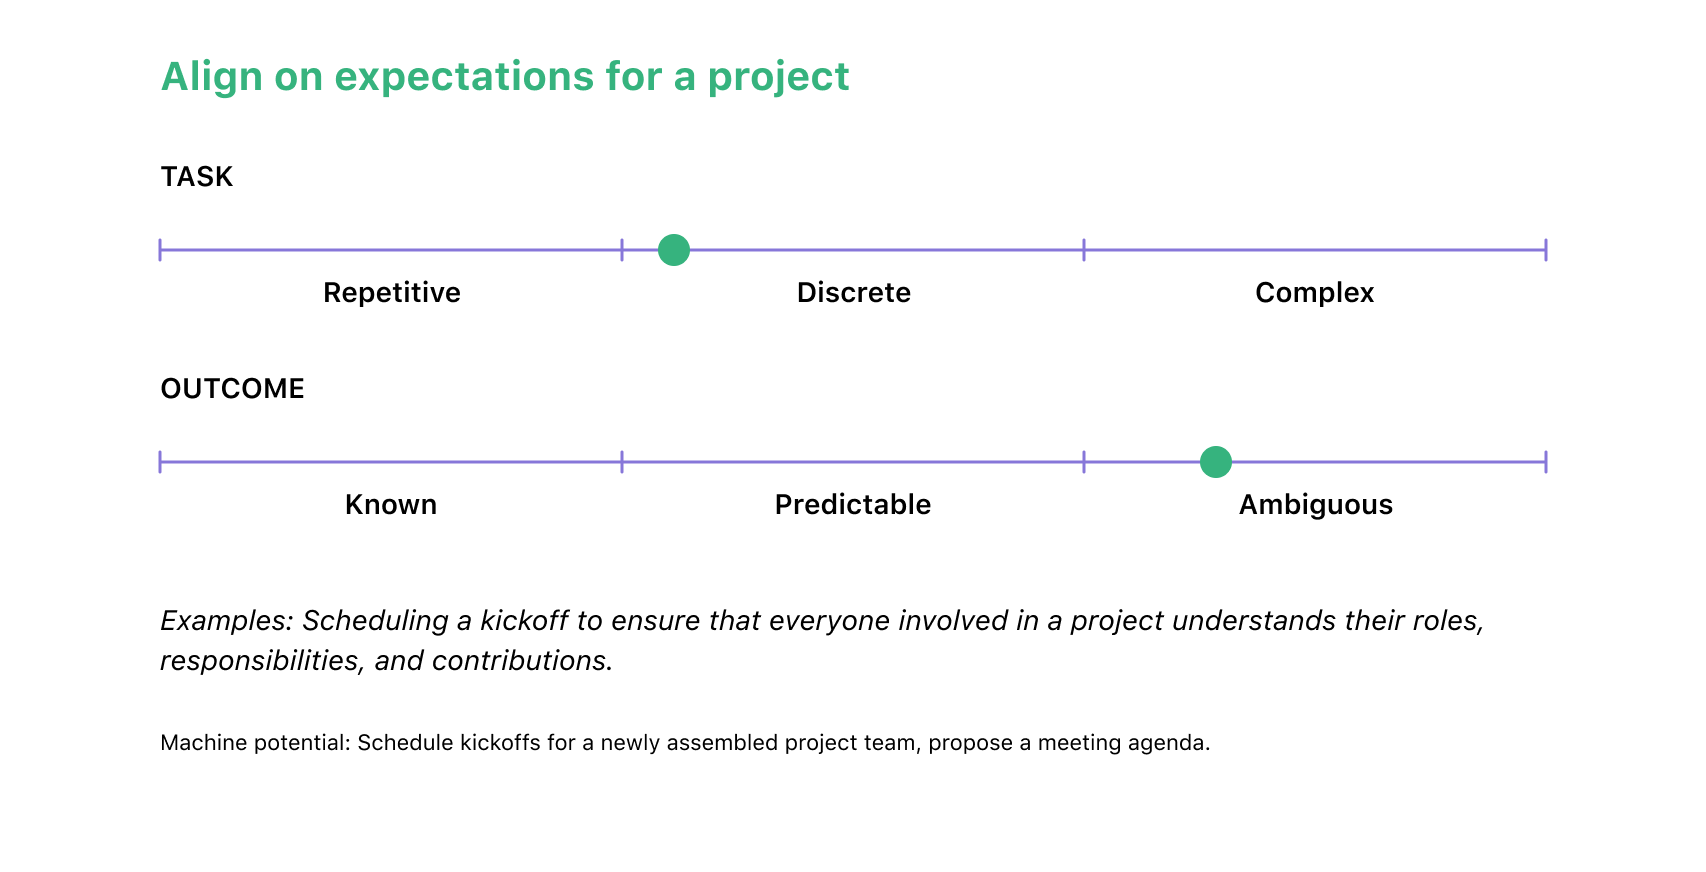 Align on expectations for a project
TASK
Repetitive Discrete Complex
OUTCOME
Known Predictable Ambiguous
Examples: Scheduling a kickoff to ensure that everyone involved in a project understands their roles,
responsibilities, and contributions.
Machine potential: Schedule kickoffs for a newly assembled project team, propose a meeting agenda.